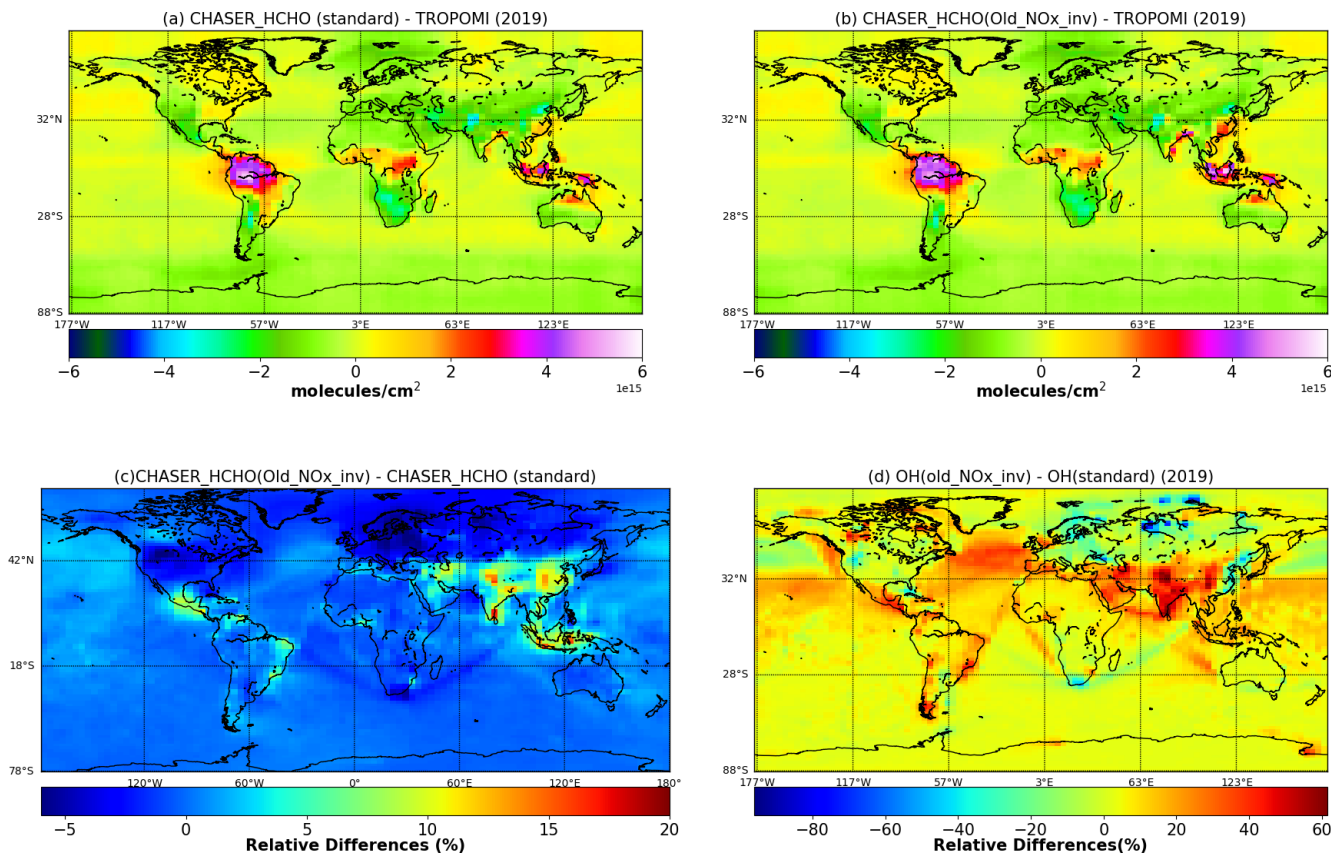 (a) CHASER_HCHO (standard) - TROPOMI (2019)
32°N
28°S
88°S
177°W 117°W 57°W 3°E 63°E 123°E
−6 −4 −2 0 2 4 6
1e15
molecules/cm²
(b) CHASER_HCHO(Old_NOx_inv) - TROPOMI (2019)
32°N
28°S
88°S
177°W 117°W 57°W 3°E 63°E 123°E
−6 −4 −2 0 2 4 6
1e15
molecules/cm²
(c)CHASER_HCHO(Old_NOx_inv) - CHASER_HCHO (standard)
42°N
18°S
78°S
120°W 60°W 0° 60°E 120°E 180°
−5 0 5 10 15 20
Relative Differences (%)
(d) OH(old_NOx_inv) - OH(standard) (2019)
32°N
28°S
88°S
177°W 117°W 57°W 3°E 63°E 123°E
−80 −60 −40 −20 0 20 40 60
Relative Differences(%)